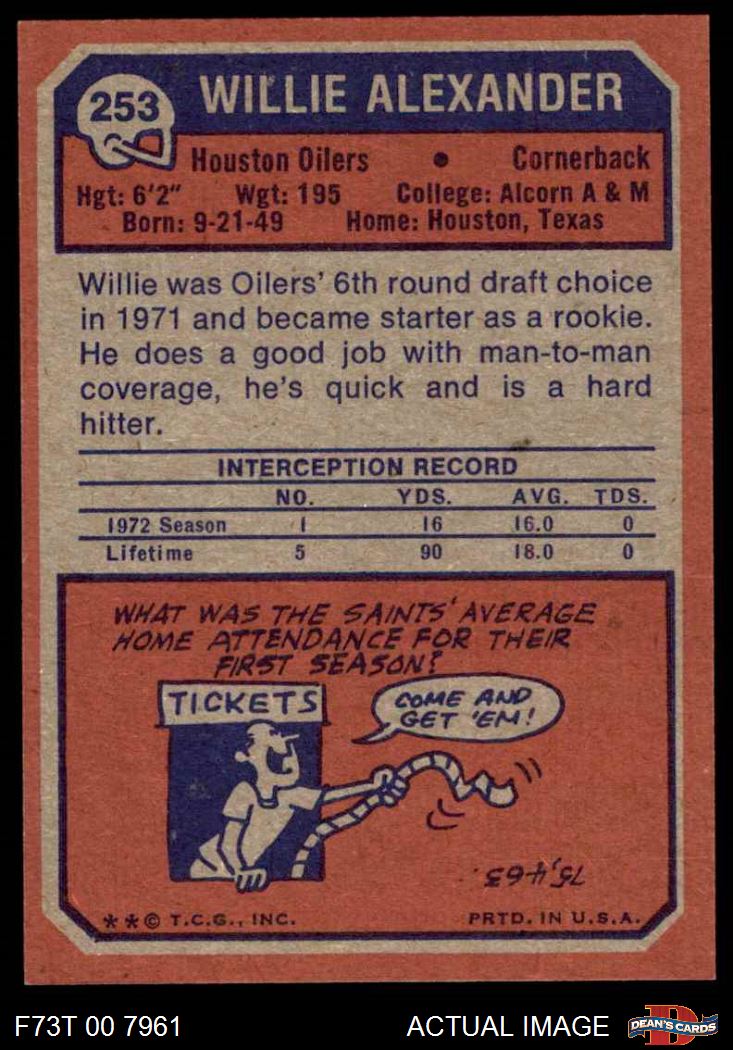 253
WILLIE ALEXANDER
Houston Oilers • Cornerback
Hgt: 6'2" Wgt: 195 College: Alcorn A & M
Born: 9-21-49 Home: Houston, Texas
Willie was Oilers' 6th round draft choice
in 1971 and became starter as a rookie.
He does a good job with man-to-man
coverage, he's quick and is a hard
hitter.
INTERCEPTION RECORD
NO. YDS. AVG. TDS.
1972 Season 1 16 16.0 0
Lifetime 5 90 18.0 0
WHAT WAS THE SAINTS' AVERAGE
HOME ATTENDANCE FOR THEIR
FIRST SEASON?
TICKETS
COME AND
GET 'EM!
75,463.
**© T.C.G., INC. PRTD. IN U.S.A.
F73T 00 7961 ACTUAL IMAGE
D
DEAN'S CARDS